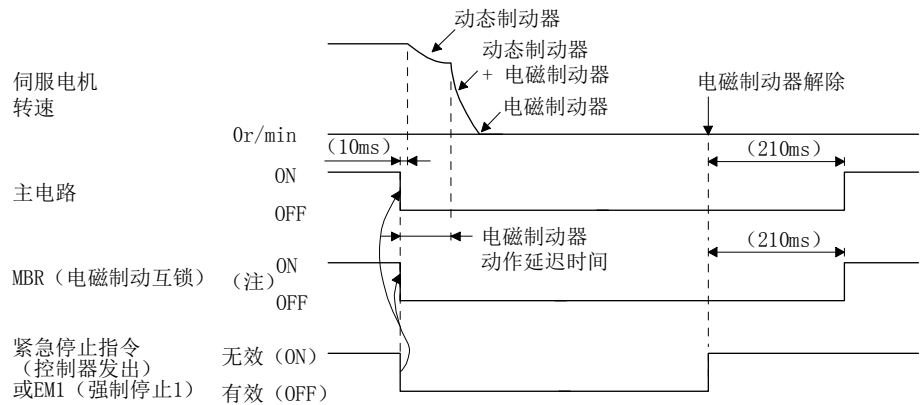 动态制动器
动态制动器
+ 电磁制动器
电磁制动器
电磁制动器解除
伺服电机
转速
0r/min
(10ms)
(210ms)
主电路
ON
OFF
电磁制动器
动作延迟时间
(210ms)
MBR（电磁制动互锁）
（注）
ON
OFF
紧急停止指令
（控制器发出）
或EM1（强制停止1）
无效（ON）
有效（OFF）